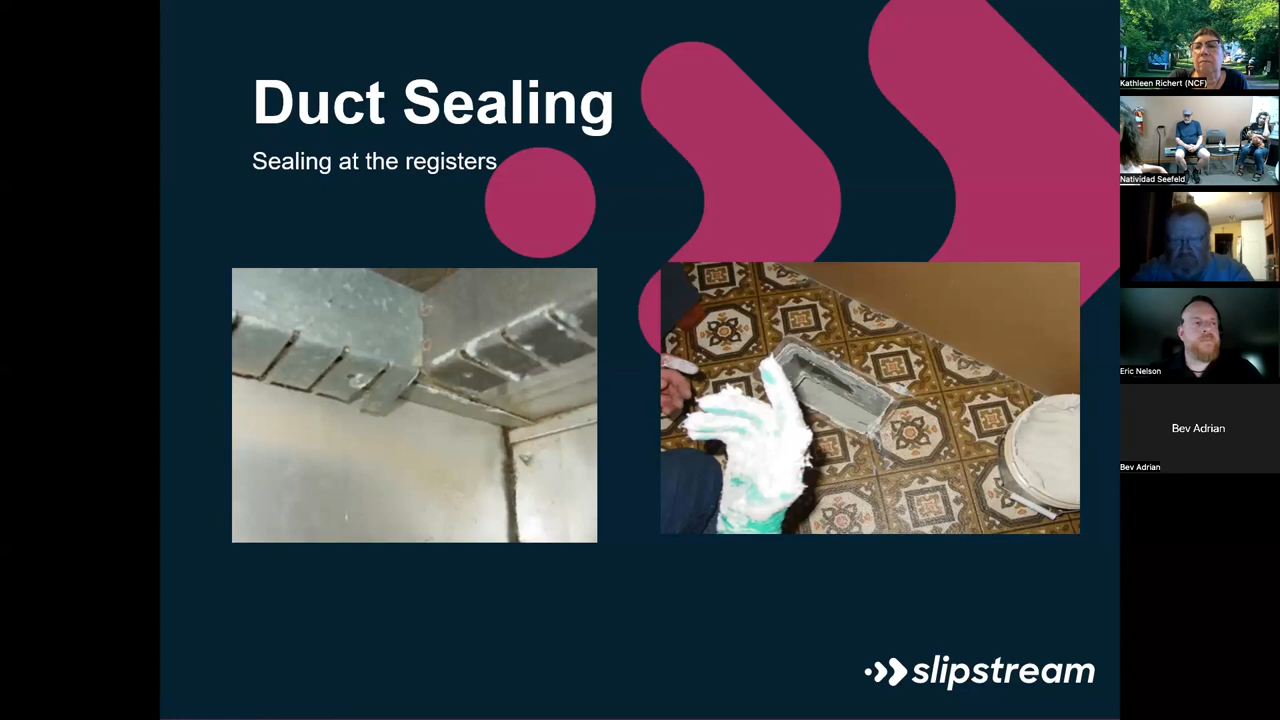 Duct Sealing
Sealing at the registers
slipstream
Kathleen Richert (NCF)
Natividad Seefeld
Eric Nelson
Bev Adrian
Bev Adrian